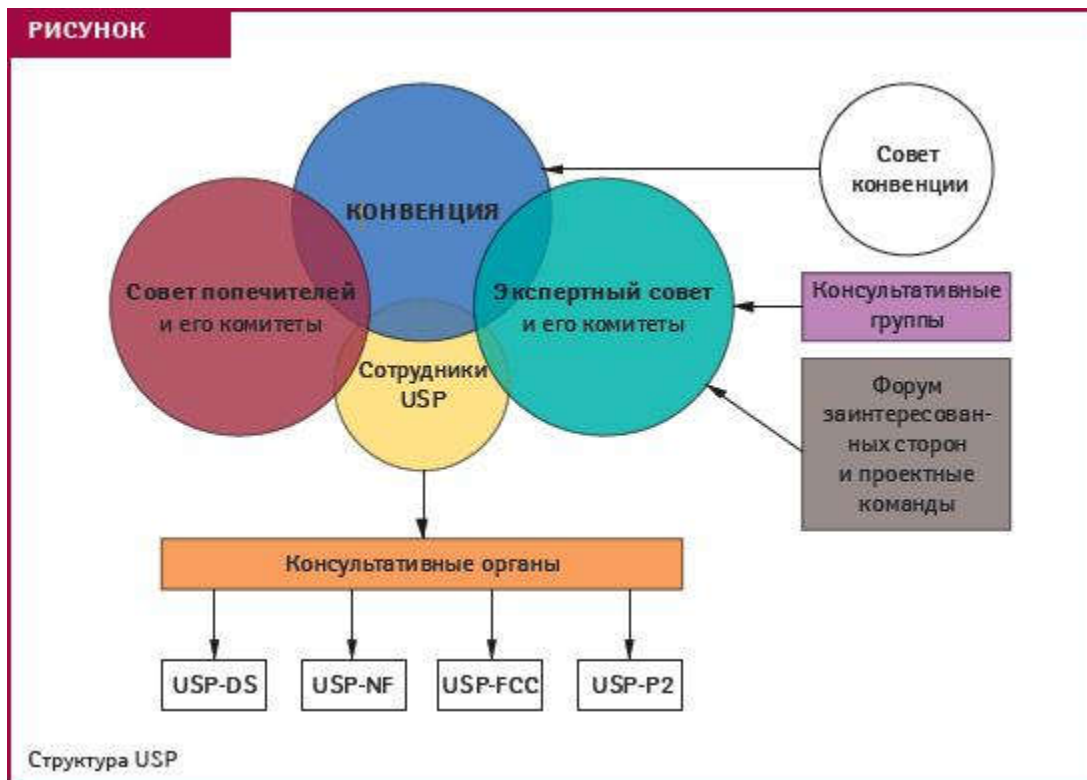 РИСУНОК
Совет
конвенции
КОНВЕНЦИЯ
Совет попечителей
и его комитеты
Экспертный совет
и его комитеты
Консультативные
группы
Сотрудники
USP
Форум
заинтересован-
ных сторон
и проектные
команды
Консультативные органы
USP-DS
USP-NF
USP-FCC
USP-P2
Структура USP